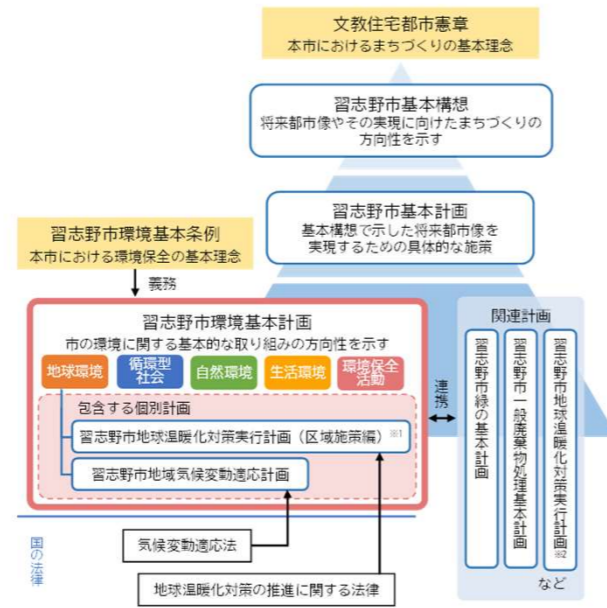 文教住宅都市憲章
本市におけるまちづくりの基本理念
習志野市基本構想
将来都市像やその実現に向けたまちづくりの
方向性を示す
習志野市基本計画
基本構想で示した将来都市像を
実現するための具体的な施策
習志野市環境基本条例
本市における環境保全の基本理念
義務
習志野市環境基本計画
市の環境に関する基本的な取り組みの方向性を示す
地球環境
循環型
社会
自然環境
生活環境
環境保全
活動
包含する個別計画
習志野市地球温暖化対策実行計画(区域施策編)※1
習志野市地域気候変動適応計画
連携
関連計画
習志野市緑の基本計画
習志野市一般廃棄物処理基本計画
習志野市地球温暖化対策実行計画※2
など
国の法律
気候変動適応法
地球温暖化対策の推進に関する法律